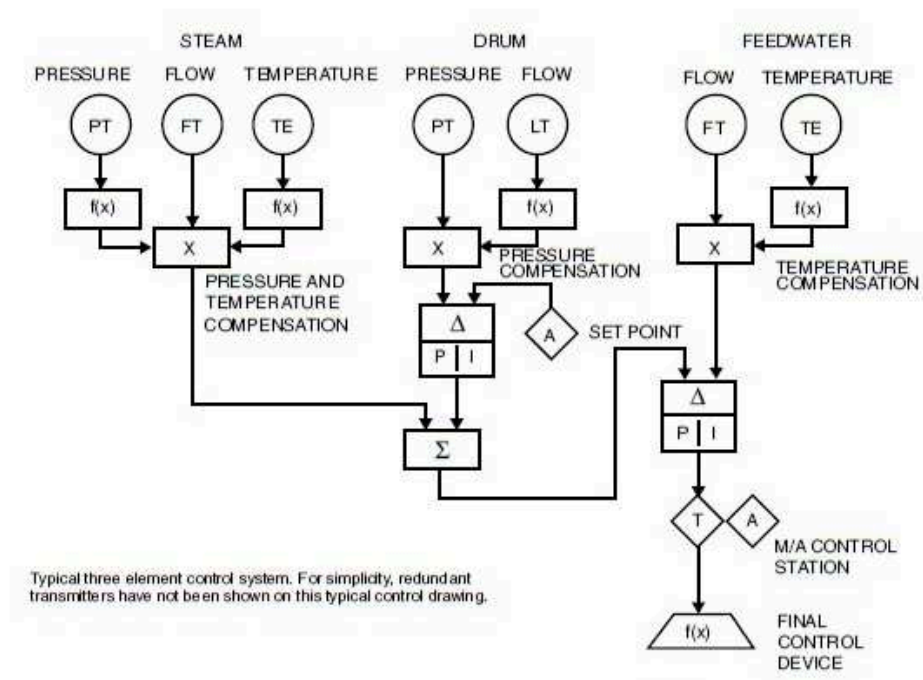 STEAM DRUM FEEDWATER
PRESSURE FLOW TEMPERATURE PRESSURE FLOW FLOW TEMPERATURE
PT FT TE PT LT FT TE
f(x) f(x) f(x) f(x)
X X X
PRESSURE AND
TEMPERATURE
COMPENSATION
PRESSURE
COMPENSATION
TEMPERATURE
COMPENSATION
Δ
P I
A SET POINT
Δ
P I
Σ
T A
M/A CONTROL
STATION
Typical three element control system. For simplicity, redundant
transmitters have not been shown on this typical control drawing.
f(x)
FINAL
CONTROL
DEVICE